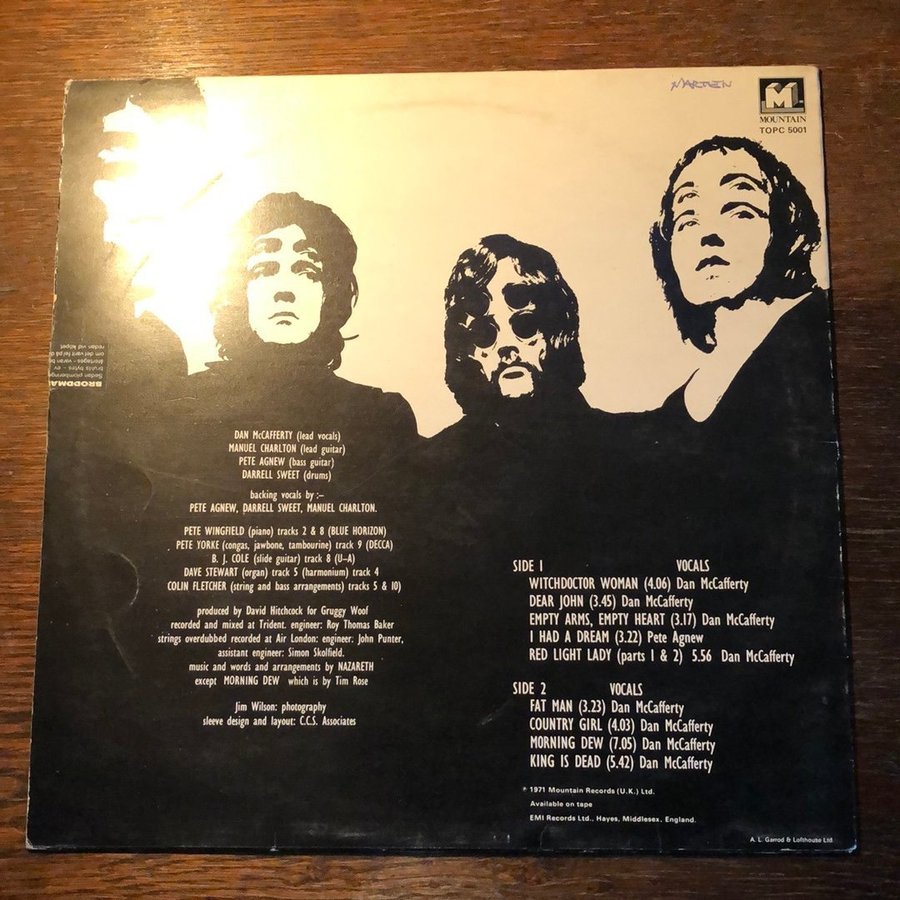 MARTEIN
M
MOUNTAIN
TOPC 5001
BRODDMA
DAN McCAFFERTY (lead vocals)
MANUEL CHARLTON (lead guitar)
PETE AGNEW (bass guitar)
DARRELL SWEET (drums)
backing vocals by :–
PETE AGNEW, DARRELL SWEET, MANUEL CHARLTON.
PETE WINGFIELD (piano) tracks 2 & 8 (BLUE HORIZON)
PETE YORKE (congas, jawbone, tambourine) track 9 (DECCA)
B. J. COLE (slide guitar) track 8 (U–A)
DAVE STEWART (organ) track 5 (harmonium) track 4
COLIN FLETCHER (string and bass arrangements) tracks 5 & 10)
produced by David Hitchcock for Gruggy Woof
recorded and mixed at Trident. engineer: Roy Thomas Baker
strings overdubbed recorded at Air London: engineer: John Punter,
assistant engineer: Simon Skolfield.
music and words and arrangements by NAZARETH
except MORNING DEW which is by Tim Rose
Jim Wilson: photography
sleeve design and layout: C.C.S. Associates
SIDE 1 VOCALS
WITCHDOCTOR WOMAN (4.06) Dan McCafferty
DEAR JOHN (3.45) Dan McCafferty
EMPTY ARMS, EMPTY HEART (3.17) Dan McCafferty
I HAD A DREAM (3.22) Pete Agnew
RED LIGHT LADY (parts 1 & 2) 5.56 Dan McCafferty
SIDE 2 VOCALS
FAT MAN (3.23) Dan McCafferty
COUNTRY GIRL (4.03) Dan McCafferty
MORNING DEW (7.05) Dan McCafferty
KING IS DEAD (5.42) Dan McCafferty
℗ 1971 Mountain Records (U.K.) Ltd.
Available on tape
EMI Records Ltd., Hayes, Middlesex, England.
A. L. Garrod & Lofthouse Ltd.